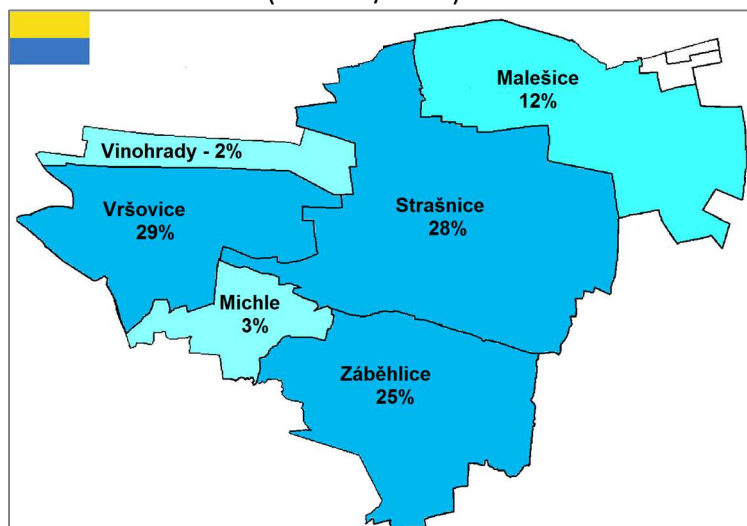 Malešice
12%
Vinohrady - 2%
Vršovice
29%
Strašnice
28%
Michle
3%
Záběhlice
25%